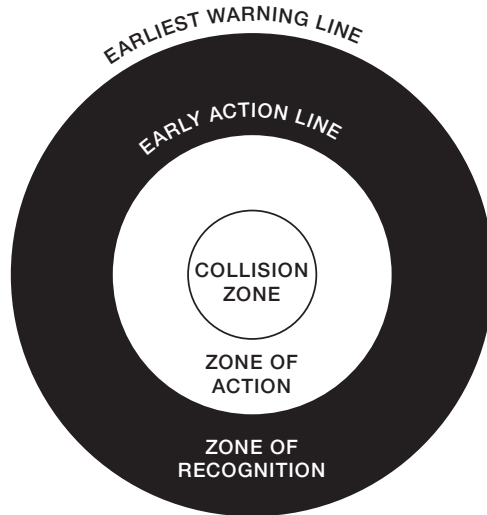 EARLIEST WARNING LINE
EARLY ACTION LINE
COLLISION
ZONE
ZONE OF
ACTION
ZONE OF
RECOGNITION